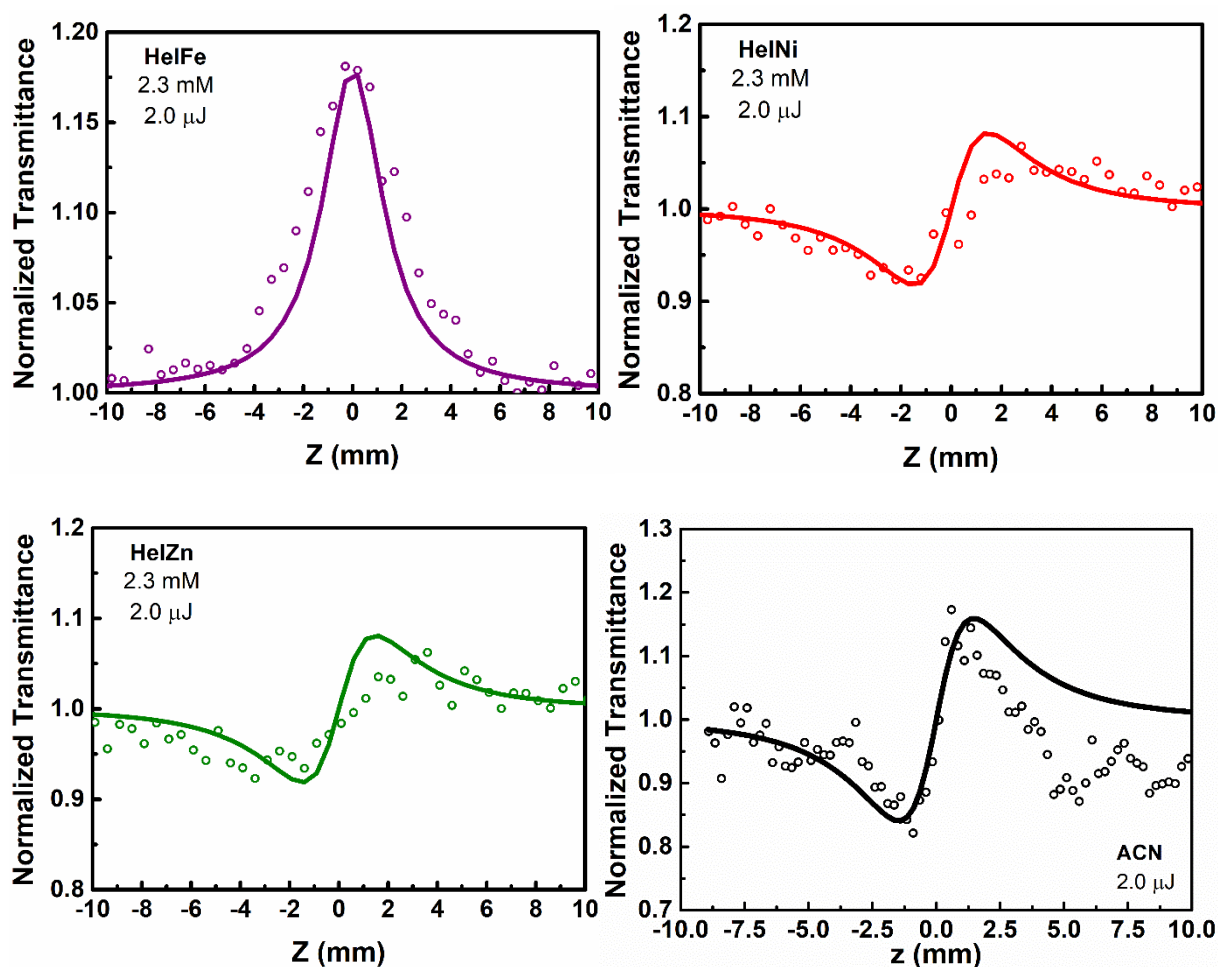 HelFe
2.3 mM
2.0 μJ
Normalized Transmittance
1.20
1.15
1.10
1.05
1.00
-10 -8 -6 -4 -2 0 2 4 6 8 10
Z (mm)
HelNi
2.3 mM
2.0 μJ
Normalized Transmittance
1.2
1.1
1.0
0.9
0.8
-10 -8 -6 -4 -2 0 2 4 6 8 10
Z (mm)
HelZn
2.3 mM
2.0 μJ
Normalized Transmittance
1.2
1.1
1.0
0.9
0.8
-10 -8 -6 -4 -2 0 2 4 6 8 10
Z (mm)
Normalized Transmittance
1.3
1.2
1.1
1.0
0.9
0.8
0.7
ACN
2.0 μJ
-10.0 -7.5 -5.0 -2.5 0.0 2.5 5.0 7.5 10.0
z (mm)